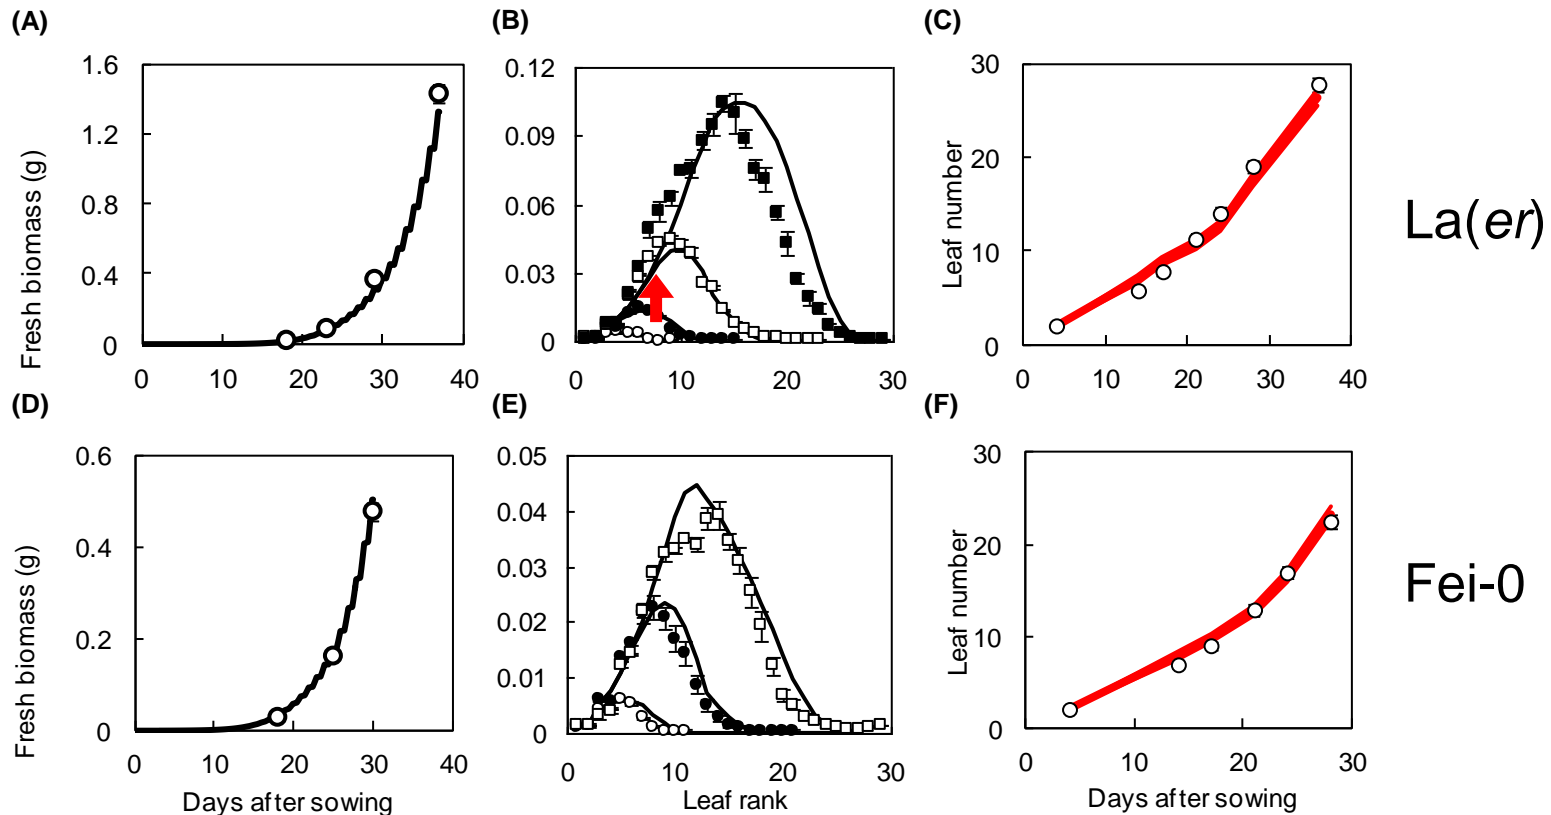 (A)
(B)
(C)
Fresh biomass (g)
1.6
1.2
0.8
0.4
0
0 10 20 30 40
0.12
0.09
0.06
0.03
0
0 10 20 30
Leaf number
30
20
10
0
0 10 20 30 40
La(er)
(D)
(E)
(F)
Fresh biomass (g)
0.6
0.4
0.2
0
0 10 20 30 40
Days after sowing
0.05
0.04
0.03
0.02
0.01
0
0 10 20 30
Leaf rank
Leaf number
30
20
10
0
0 10 20 30
Days after sowing
Fei-0